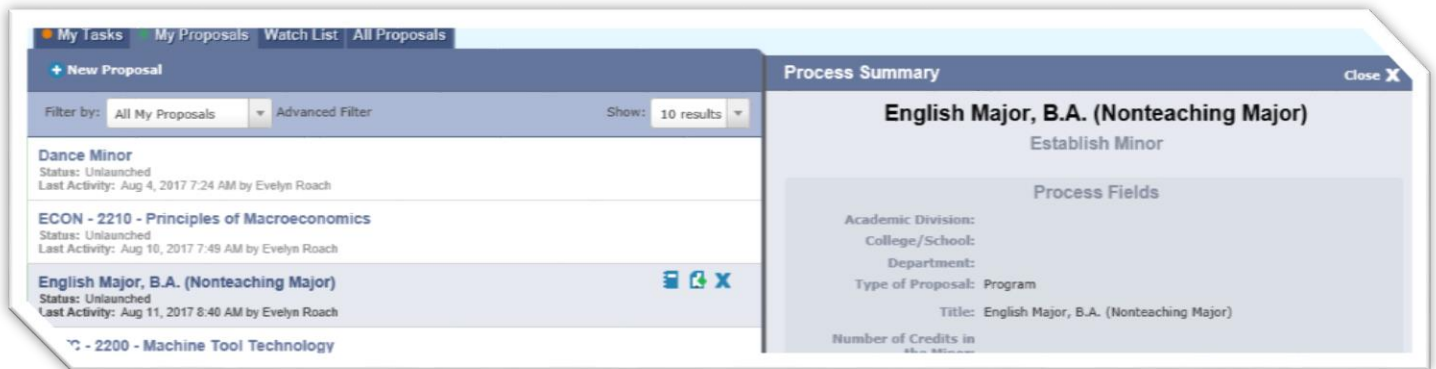 My Tasks My Proposals Watch List All Proposals
New Proposal
Filter by: All My Proposals Advanced Filter Show: 10 results
Dance Minor
Status: Unlaunched
Last Activity: Aug 4, 2017 7:24 AM by Evelyn Roach
ECON - 2210 - Principles of Macroeconomics
Status: Unlaunched
Last Activity: Aug 10, 2017 7:49 AM by Evelyn Roach
English Major, B.A. (Nonteaching Major)
Status: Unlaunched
Last Activity: Aug 11, 2017 8:40 AM by Evelyn Roach
- 2200 - Machine Tool Technology
Process Summary Close X
English Major, B.A. (Nonteaching Major)
Establish Minor
Process Fields
Academic Division:
College/School:
Department:
Type of Proposal: Program
Title: English Major, B.A. (Nonteaching Major)
Number of Credits in
the Minor: